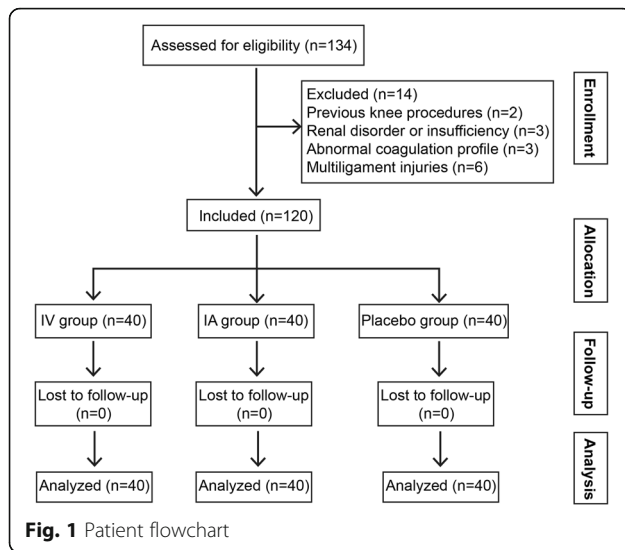 Assessed for eligibility (n=134)
Excluded (n=14)
Previous knee procedures (n=2)
Renal disorder or insufficiency (n=3)
Abnormal coagulation profile (n=3)
Multiligament injuries (n=6)
Enrollment
Included (n=120)
Allocation
IV group (n=40)
IA group (n=40)
Placebo group (n=40)
Follow-up
Lost to follow-up
(n=0)
Lost to follow-up
(n=0)
Lost to follow-up
(n=0)
Analysis
Analyzed (n=40)
Analyzed (n=40)
Analyzed (n=40)
Fig. 1 Patient flowchart